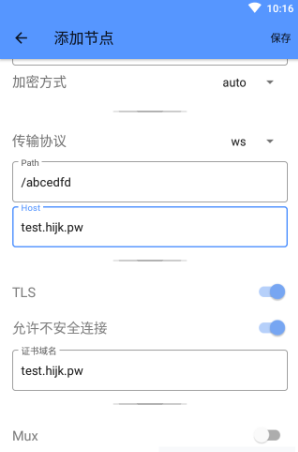 10:16
添加节点
保存
加密方式
auto
传输协议
ws
Path
/abcedfd
Host
test.hijk.pw
TLS
允许不安全连接
证书域名
test.hijk.pw
Mux